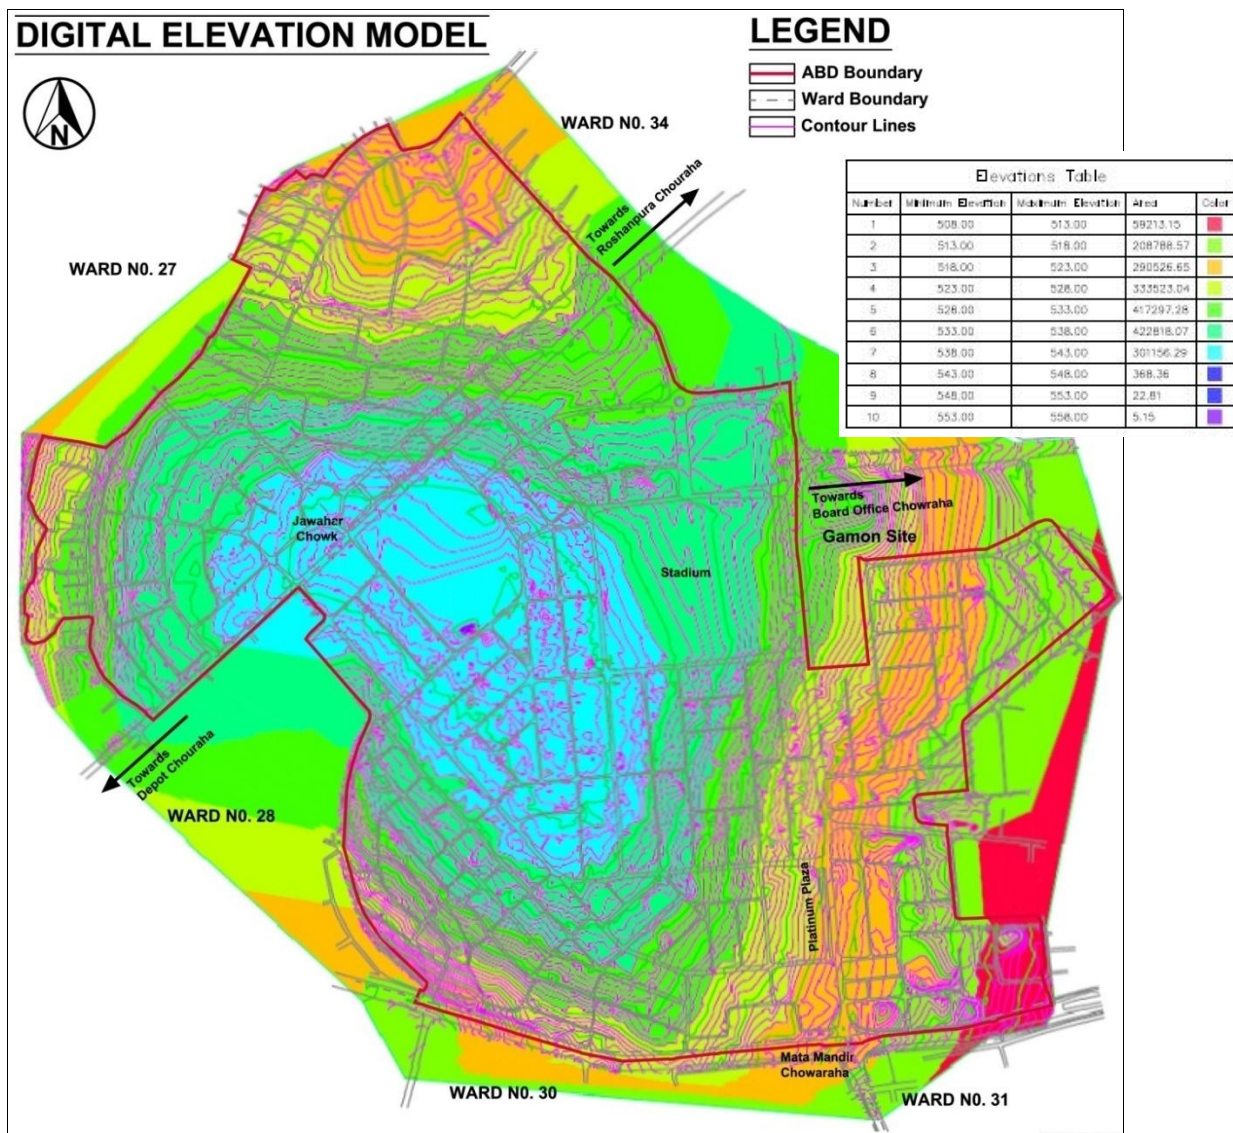 DIGITAL ELEVATION MODEL
LEGEND
ABD Boundary
Ward Boundary
Contour Lines
N
WARD N0. 34
Elevations Table
Number Minimum Elevation Maximum Elevation Area Color
1 508.00 513.00 59213.15
2 513.00 518.00 208788.57
3 518.00 523.00 290526.65
4 523.00 528.00 333523.04
5 528.00 533.00 417297.28
6 533.00 538.00 422818.07
7 538.00 543.00 301156.29
8 543.00 548.00 368.36
9 548.00 553.00 22.81
10 553.00 558.00 5.15
Towards
Roshanpura Chouraha
WARD N0. 27
Towards
Board Office Chowraha
Gamon Site
Jawahar
Chowk
Stadium
Towards
Depot Chouraha
WARD N0. 28
Platinum Plaza
Mata Mandir
Chowaraha
WARD N0. 30
WARD N0. 31